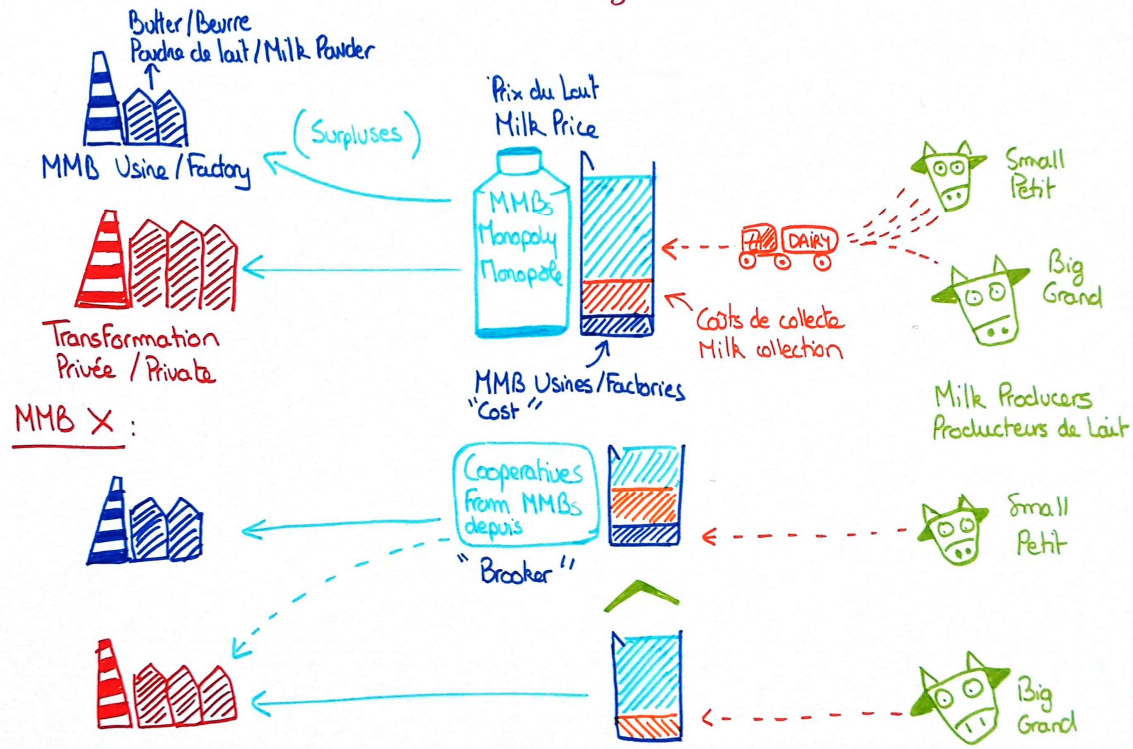 Butter/Beurre
Poudre de lait/Milk Powder
(Surpluses)
MMB Usine/Factory
Prix du Lait
Milk Price
MMBs
Monopoly
Monopole
DAIRY
Small
Petit
Big
Grand
Coûts de collecte
Milk collection
Transformation
Privée / Private
MMB Usines/Factories
"Cost"
Milk Producers
Producteurs de Lait
MMB X :
Cooperatives
From MMBs
depuis
"Brooker"
Small
Petit
Big
Grand